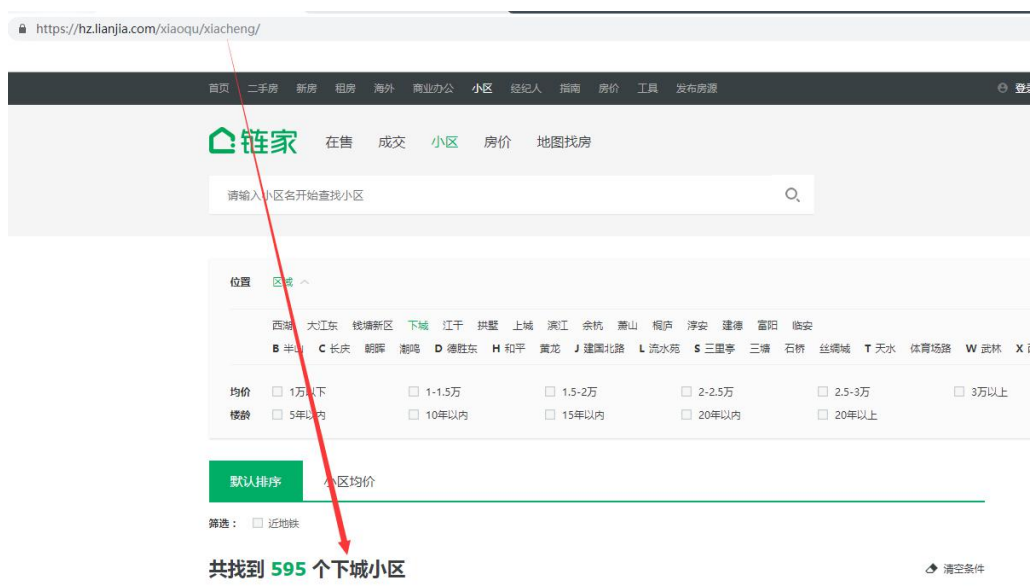 https://hz.lianjia.com/xiaoqu/xiacheng/
首页 二手房 新房 租房 海外 商业办公 小区 经纪人 指南 房价 工具 发布房源 登录
链家 在售 成交 小区 房价 地图找房
请输入小区名开始查找小区
位置 区域
西湖 大江东 钱塘新区 下城 江干 拱墅 上城 滨江 余杭 萧山 桐庐 淳安 建德 富阳 临安
B 半山 C 长庆 朝晖 潮鸣 D 德胜东 H 和平 黄龙 J 建国北路 L 流水苑 S 三里亭 三塘 石桥 丝绸城 T 天水 体育场路 W 武林 X
均价 1万以下 1-1.5万 1.5-2万 2-2.5万 2.5-3万 3万以上
楼龄 5年以内 10年以内 15年以内 20年以内 20年以上
默认排序 小区均价
筛选： 近地铁
共找到 595 个下城小区 清空条件